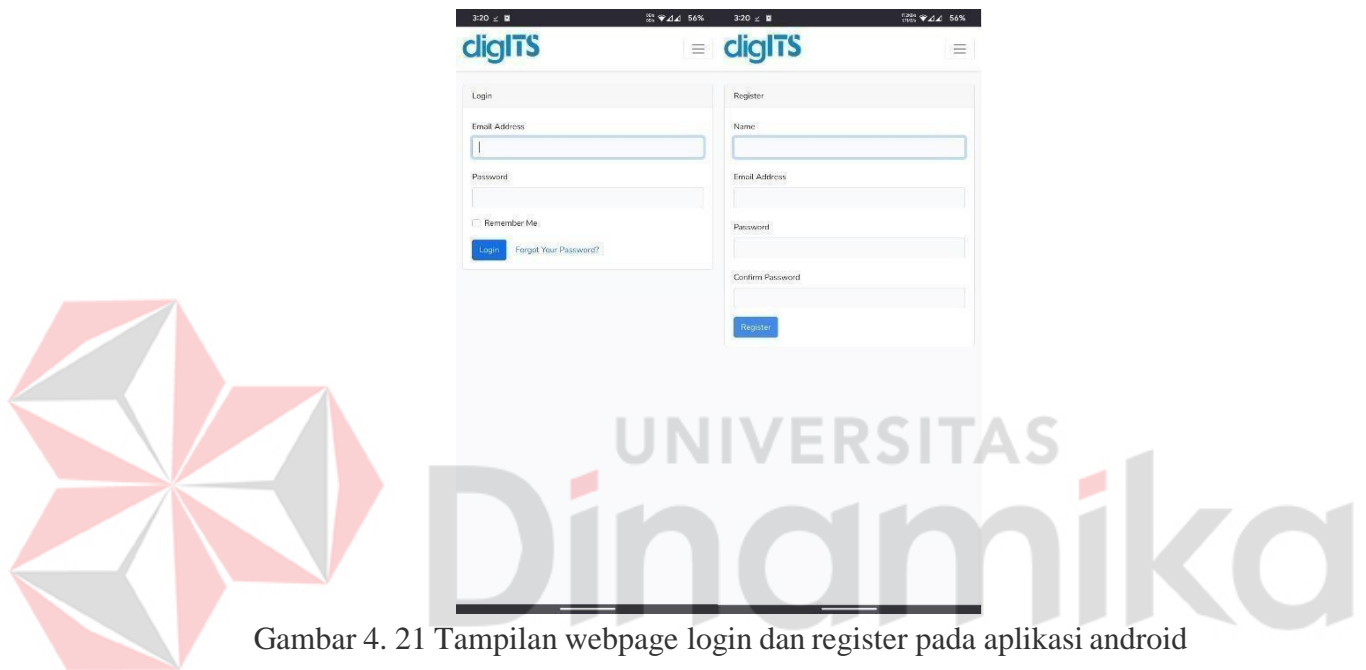 3:20
56%
digITS
Login
Email Address
Password
Remember Me
Login Forgot Your Password?
3:20
56%
digITS
Register
Name
Email Address
Password
Confirm Password
Register
UNIVERSITAS
Dinamika
Gambar 4. 21 Tampilan webpage login dan register pada aplikasi android